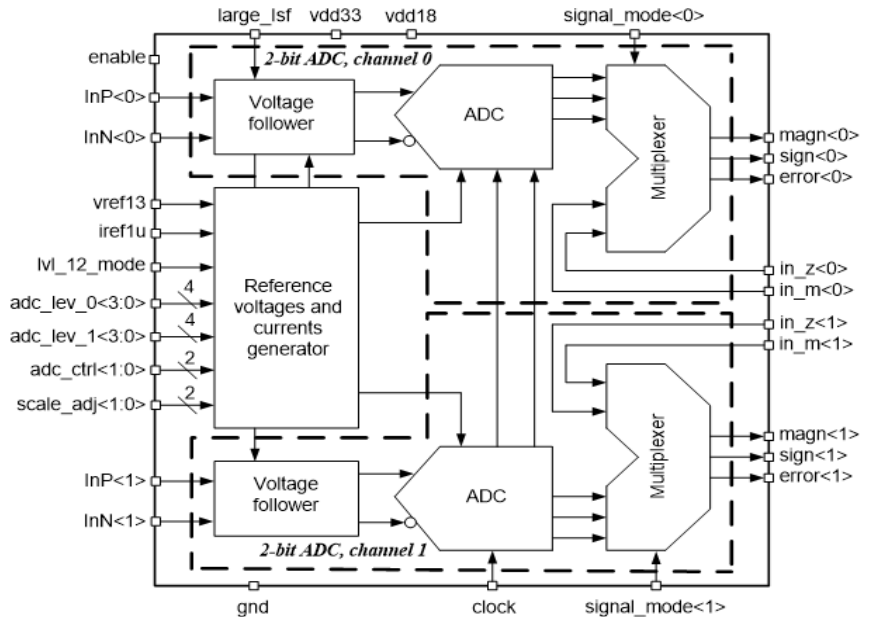 large_lsf vdd33 vdd18 signal_mode<0>
enable
2-bit ADC, channel 0
InP<0>
InN<0>
Voltage
follower
ADC
Multiplexer
magn<0>
sign<0>
error<0>
vref13
iref1u
lvl_12_mode
adc_lev_0<3:0>
4
adc_lev_1<3:0>
4
adc_ctrl<1:0>
2
scale_adj<1:0>
2
Reference
voltages and
currents
generator
in_z<0>
in_m<0>
in_z<1>
in_m<1>
InP<1>
InN<1>
Voltage
follower
ADC
Multiplexer
magn<1>
sign<1>
error<1>
2-bit ADC, channel 1
gnd clock signal_mode<1>